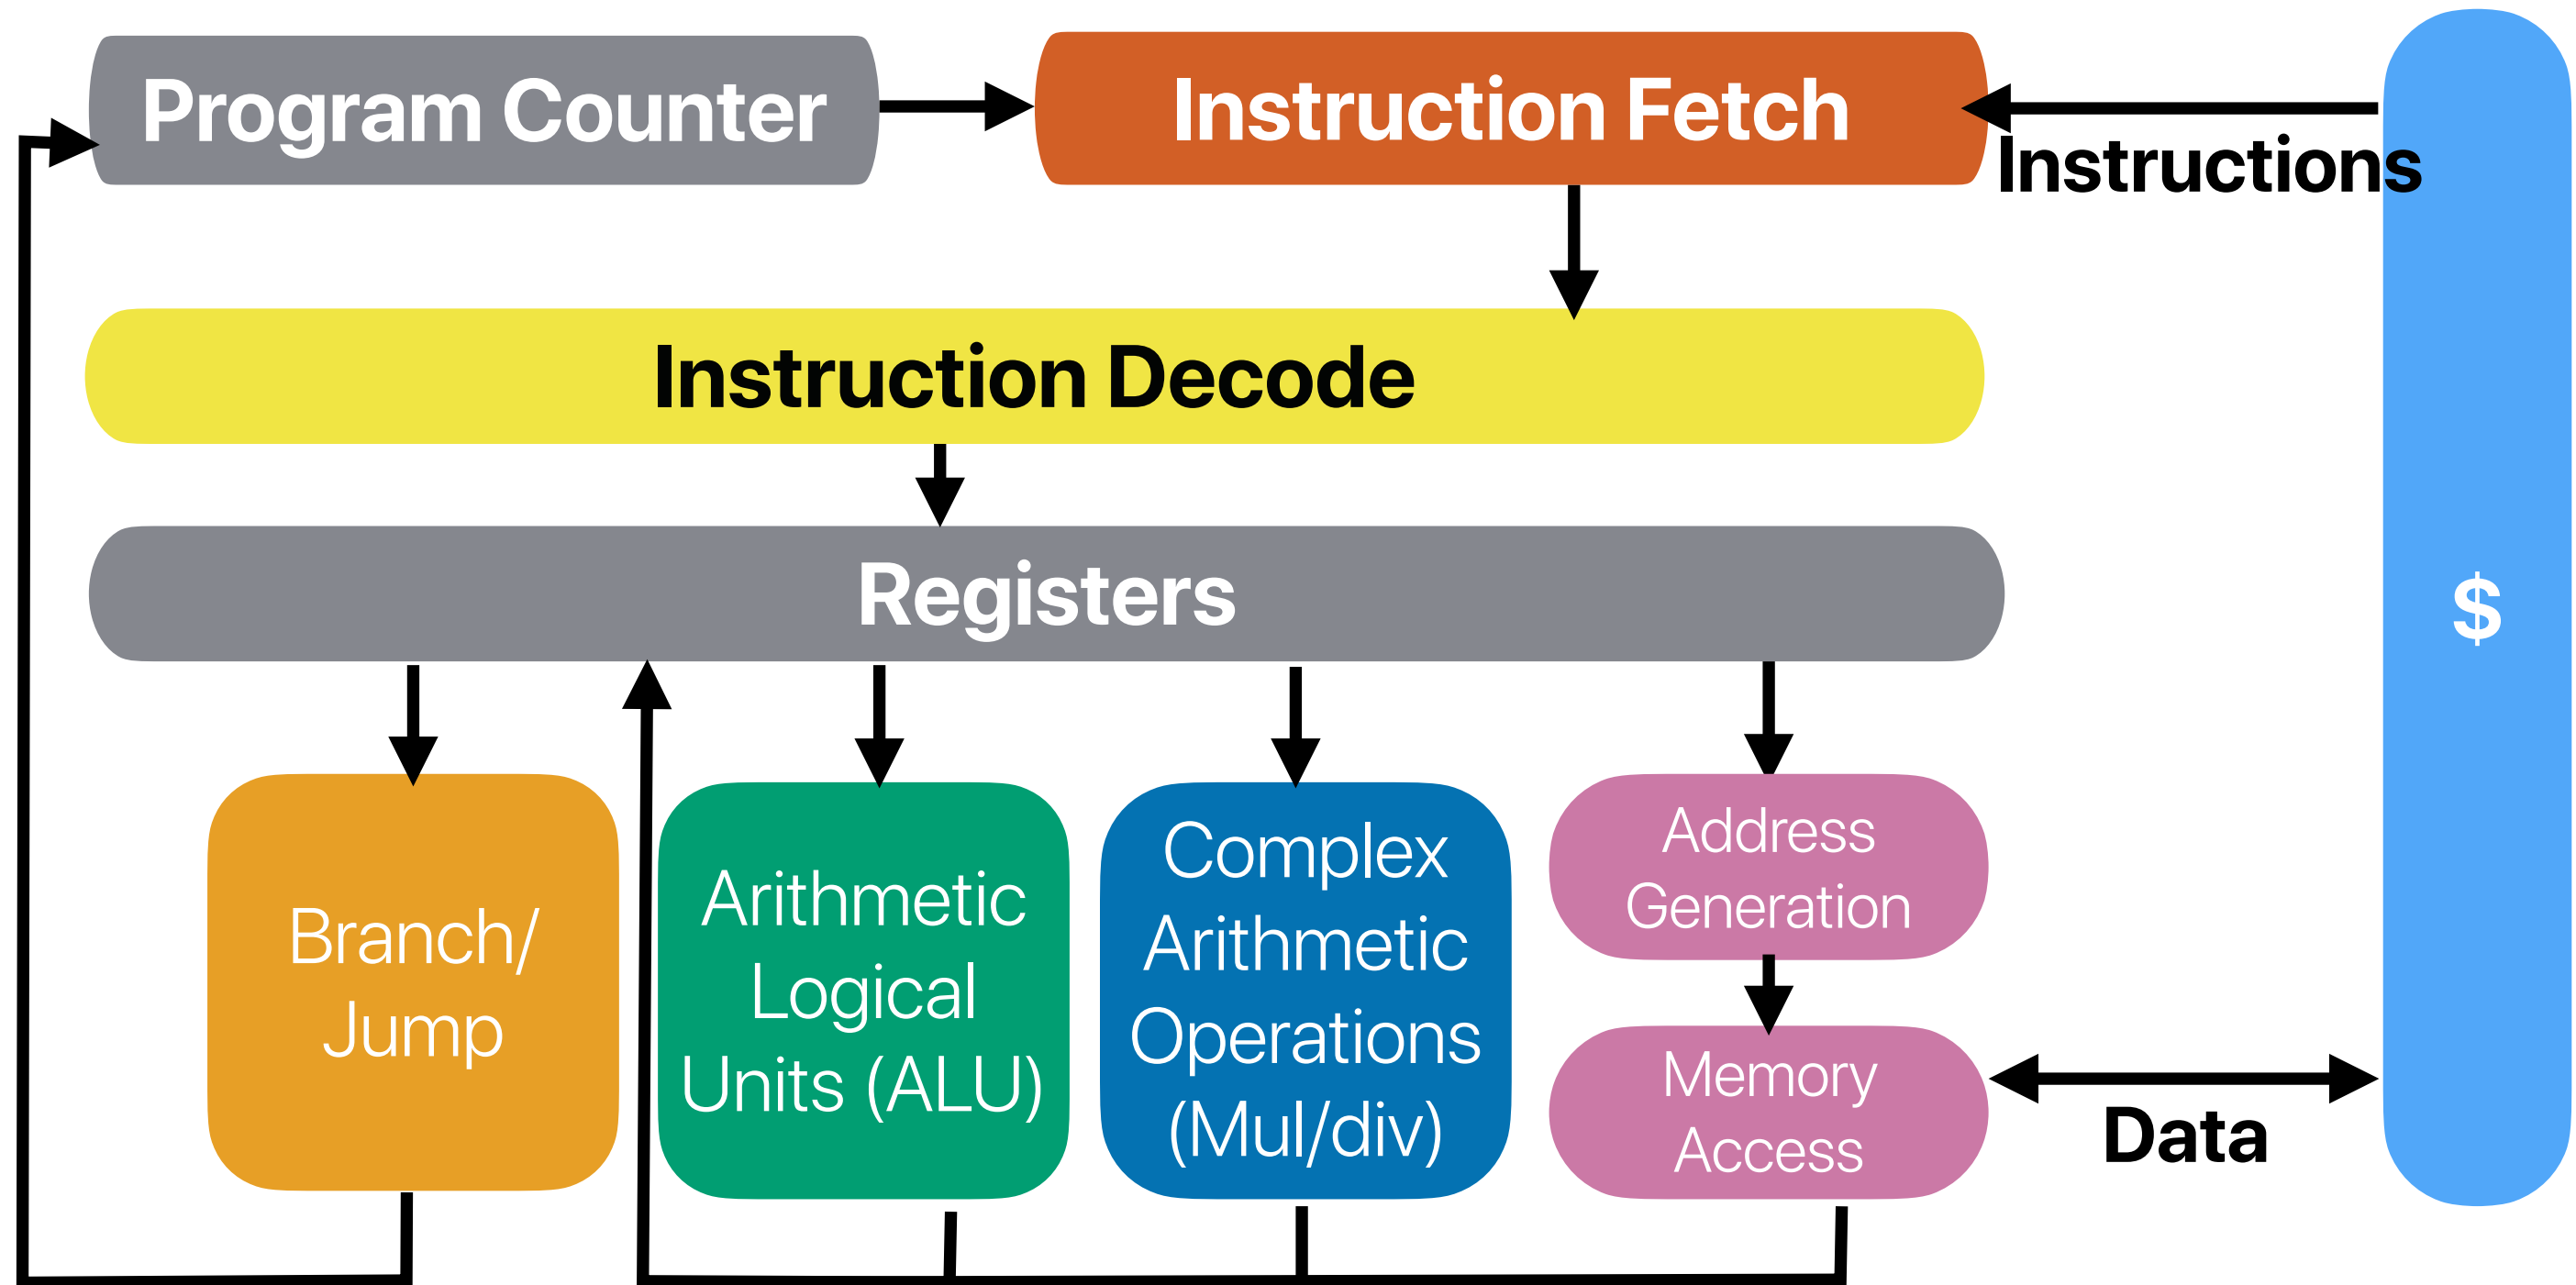 Program Counter
Instruction Fetch
Instructions
Instruction Decode
Registers
$
Branch/
Jump
Arithmetic
Logical
Units (ALU)
Complex
Arithmetic
Operations
(Mul/div)
Address
Generation
Memory
Access
Data